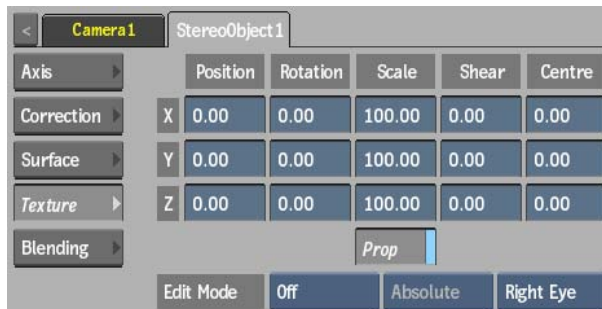 < Camera1 StereoObject1
Axis Position Rotation Scale Shear Centre
Correction X 0.00 0.00 100.00 0.00 0.00
Surface Y 0.00 0.00 100.00 0.00 0.00
Texture Z 0.00 0.00 100.00 0.00 0.00
Blending Prop
Edit Mode Off Absolute Right Eye